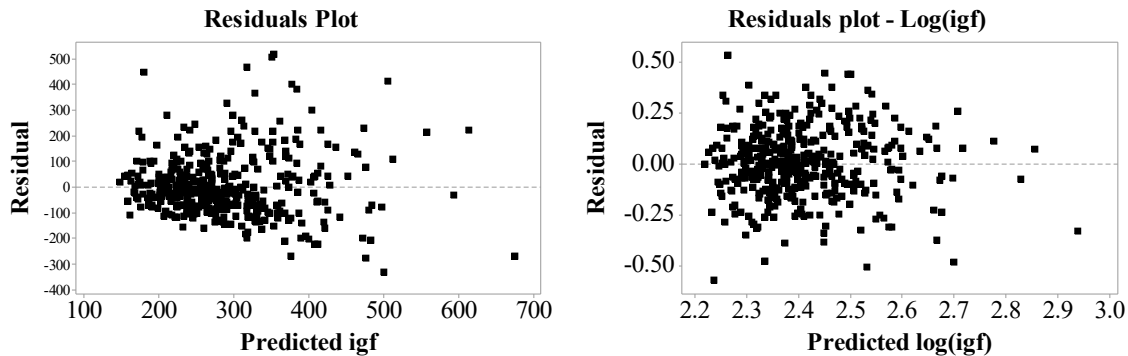 Residuals Plot
500
400
300
200
100
0
-100
-200
-300
-400
Residual
100 200 300 400 500 600 700
Predicted igf
Residuals plot - Log(igf)
0.50
0.25
0.00
-0.25
-0.50
Residual
2.2 2.3 2.4 2.5 2.6 2.7 2.8 2.9 3.0
Predicted log(igf)